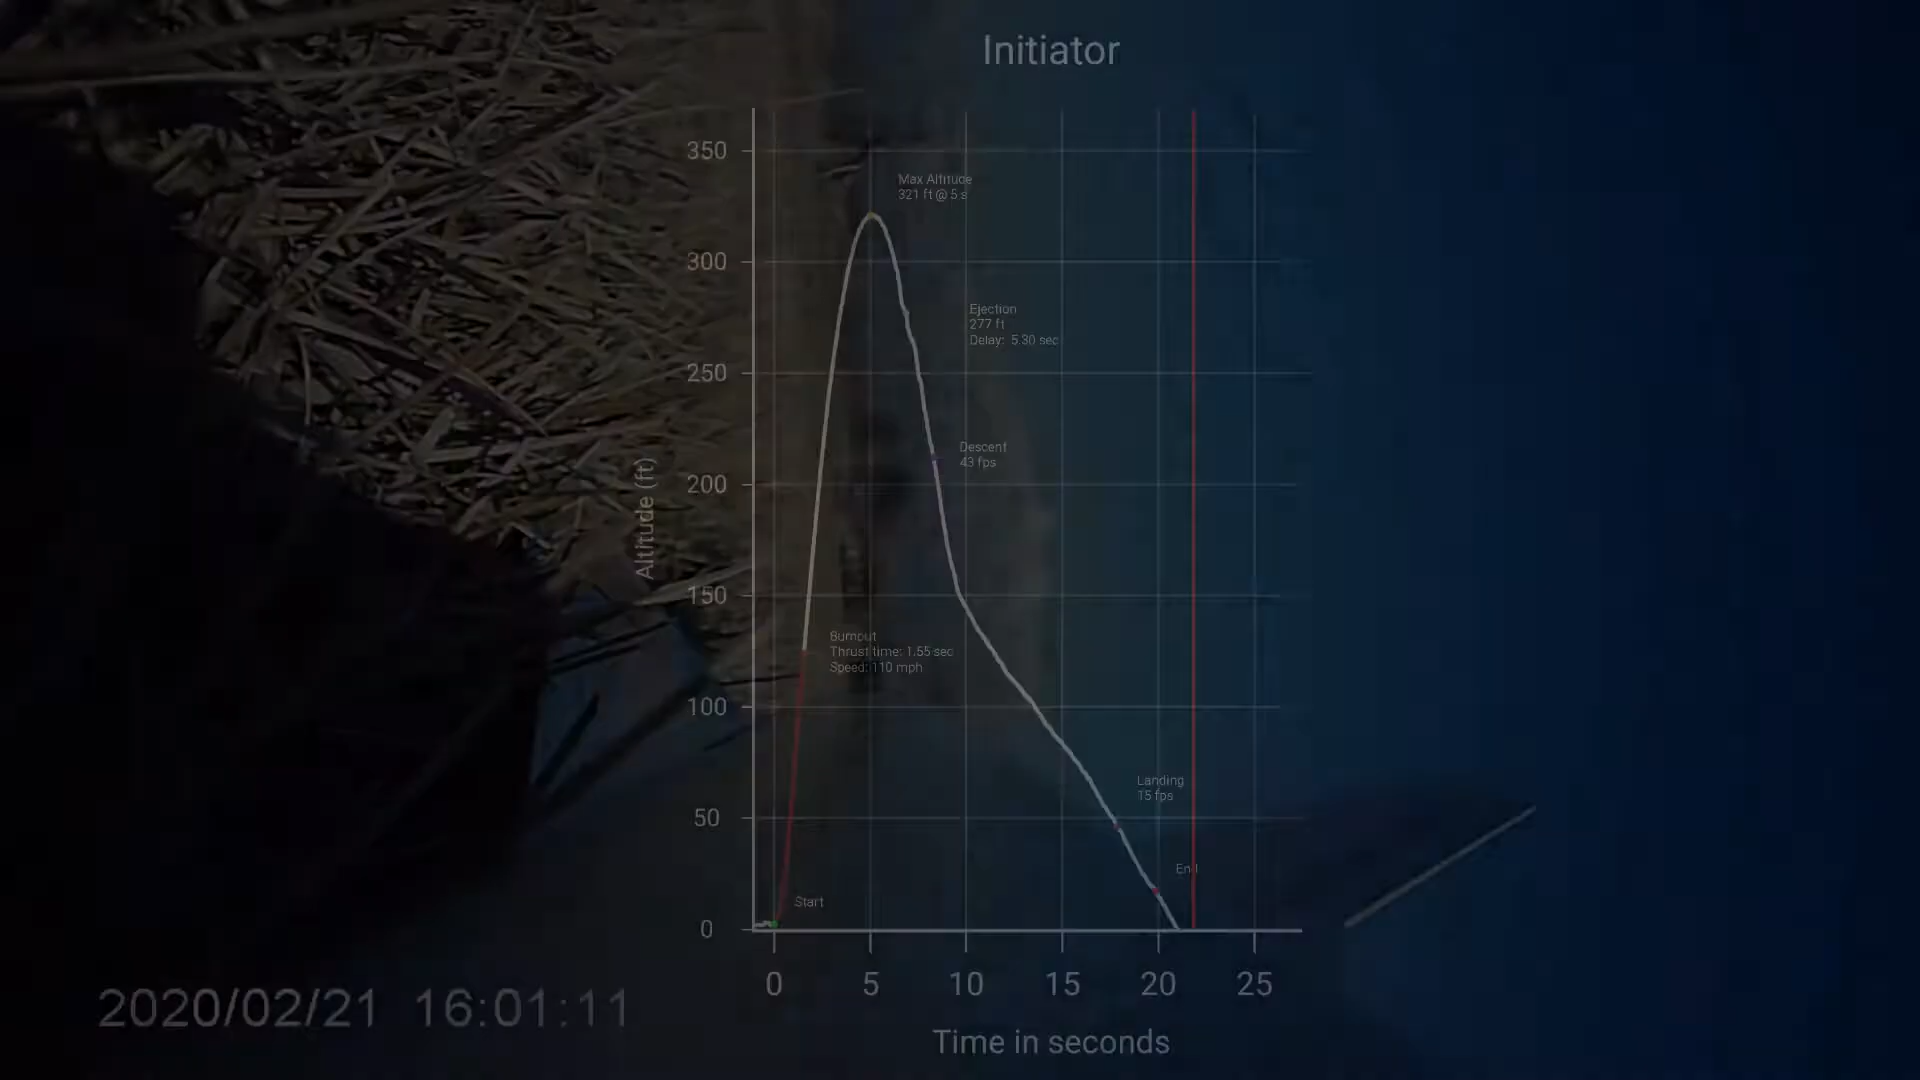 Initiator
350
Max Altitude
321 ft @ 5 s
300
Ejection
277 ft
Delay: 5.30 sec
250
Descent
43 fps
200
Altitude (ft)
150
Burnout
Thrust time: 1.55 sec
Speed: 110 mph
100
Landing
15 fps
50
End
Start
0
0 5 10 15 20 25
2020/02/21 16:01:11
Time in seconds